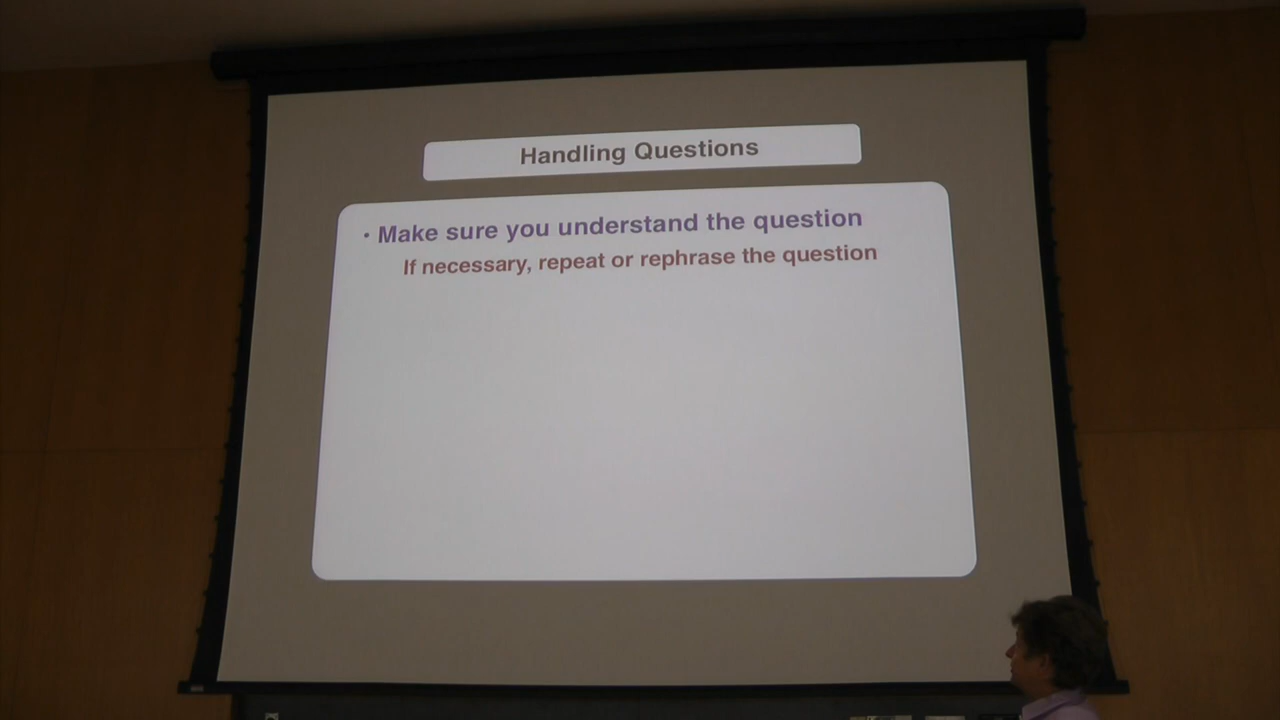 Handling Questions
• Make sure you understand the question
If necessary, repeat or rephrase the question